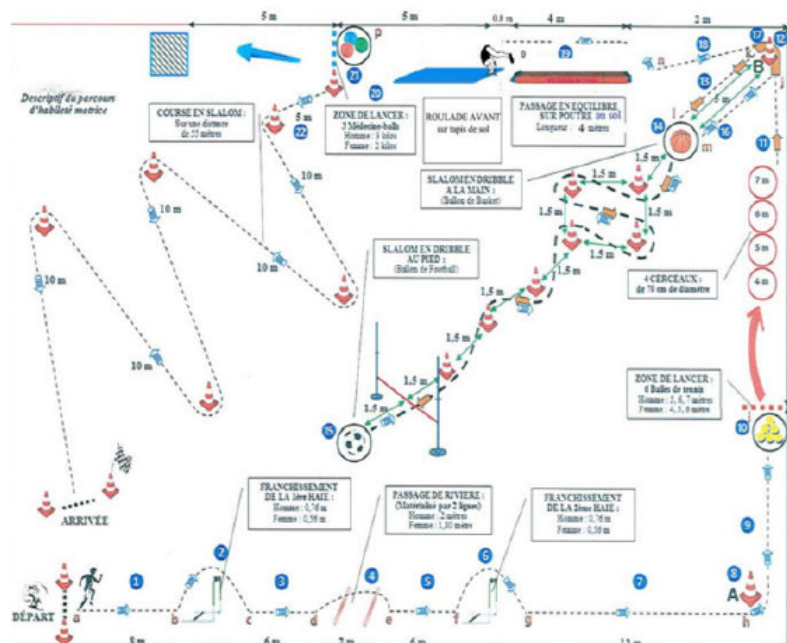 5 m
5 m
0,8 m
4 m
2 m
p
o
19
n
18
17
12
k
B
j
Descriptif du parcours
d'habileté motrice
21
20
13
5 m
COURSE EN SLALOM :
Sur une distance
de 55 mètres
5 m
22
ZONE DE LANCER :
3 Médecine-balls
Homme : 3 kilos
Femme : 2 kilos
ROULADE AVANT
sur tapis de sol
PASSAGE EN EQUILIBRE
SUR POUTRE au sol
Longueur : 4 mètres
l
14
m
16
11
SLALOM EN DRIBBLE
A LA MAIN :
(Ballon de Basket)
1.5 m
1.5 m
10 m
10 m
10 m
10 m
10 m
1.5 m
1.5 m
1.5 m
7 m
6 m
5 m
4 m
SLALOM EN DRIBBLE
AU PIED :
(Ballon de Football)
1,5 m
1,5 m
1,5 m
1.5 m
4 CERCEAUX :
de 70 cm de diamètre
15
ZONE DE LANCER :
6 Balles de tennis
Homme : 5, 6, 7 mètres
Femme : 4, 5, 6 mètre
10
ARRIVÉE
FRANCHISSEMENT
DE LA 1ère HAIE :
Homme : 0,76 m
Femme : 0,56 m
PASSAGE DE RIVIERE :
(Matérialisé par 2 lignes)
Homme : 2 mètres
FRANCHISSEMENT
DE LA 2ème HAIE :
Homme : 0,76 m
Femme : 0,56 m
9
DÉPART
1
2
3
4
5
6
7
8
A
a
b
c
d
e
f
g
h